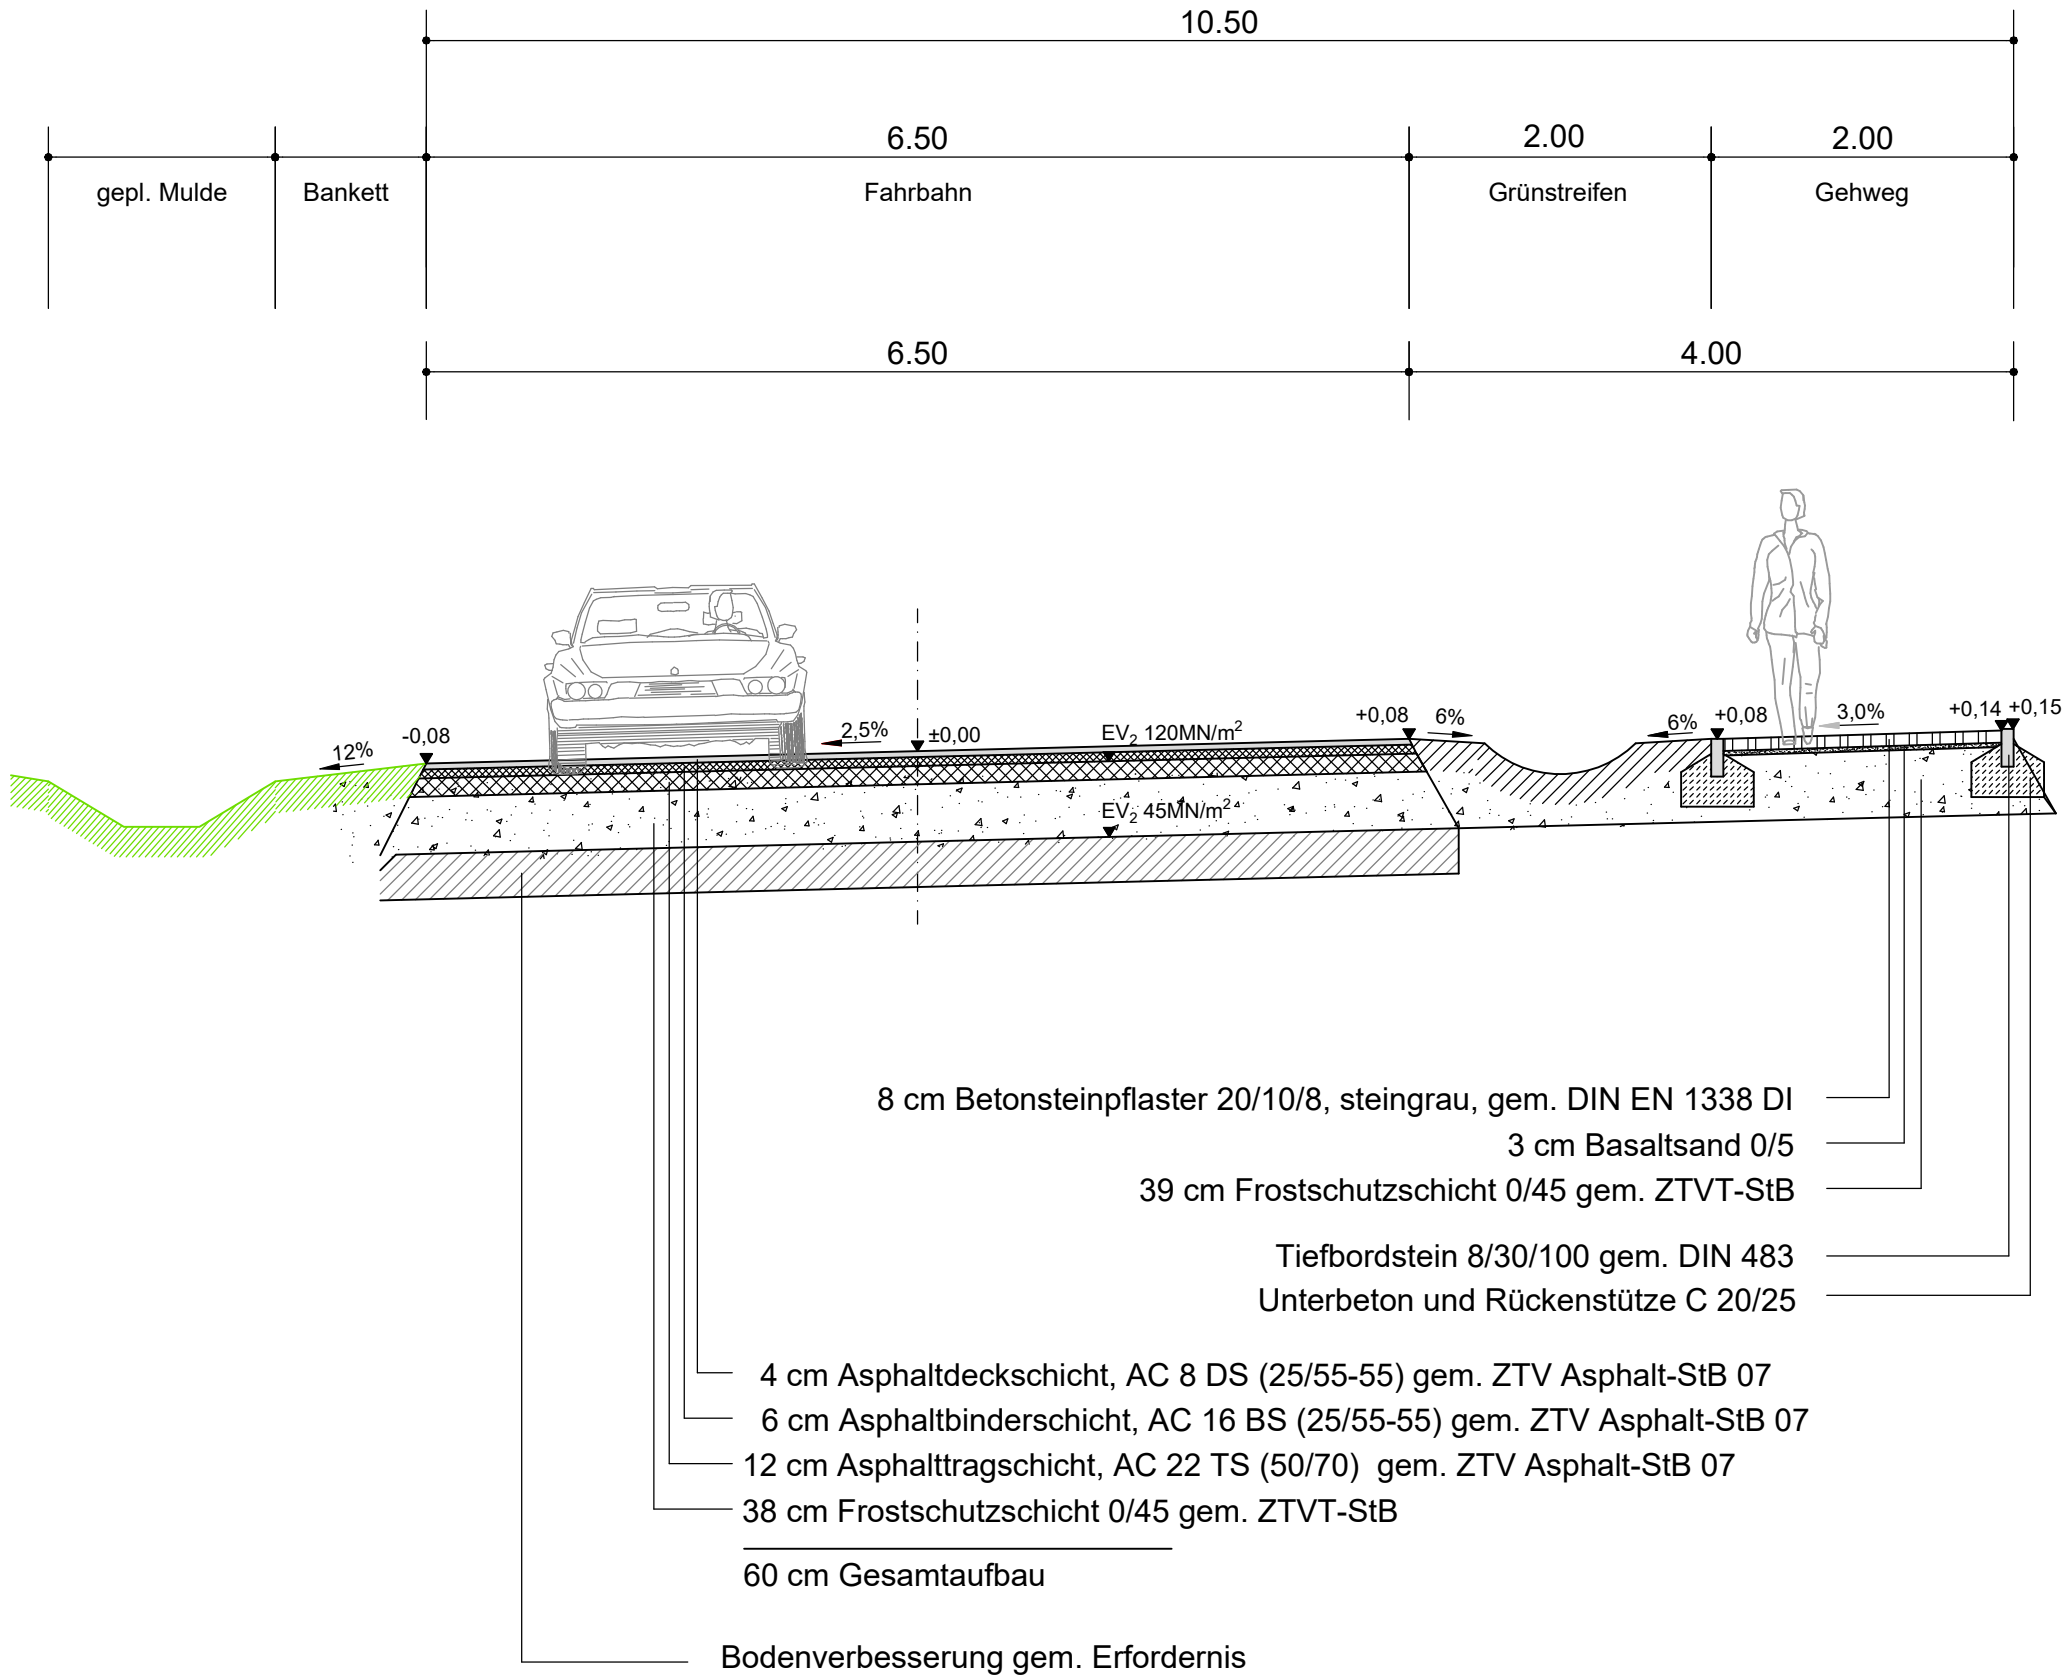 10.50
6.50
2.00
2.00
gepl. Mulde
Bankett
Fahrbahn
Grünstreifen
Gehweg
6.50
4.00
12%
-0,08
2,5%
±0,00
EV2 120MN/m²
+0,08
6%
6%
+0,08
3,0%
+0,14
+0,15
EV2 45MN/m²
8 cm Betonsteinpflaster 20/10/8, steingrau, gem. DIN EN 1338 DI
3 cm Basaltsand 0/5
39 cm Frostschutzschicht 0/45 gem. ZTVT-StB
Tiefbordstein 8/30/100 gem. DIN 483
Unterbeton und Rückenstütze C 20/25
4 cm Asphaltdeckschicht, AC 8 DS (25/55-55) gem. ZTV Asphalt-StB 07
6 cm Asphaltbinderschicht, AC 16 BS (25/55-55) gem. ZTV Asphalt-StB 07
12 cm Asphalttragschicht, AC 22 TS (50/70) gem. ZTV Asphalt-StB 07
38 cm Frostschutzschicht 0/45 gem. ZTVT-StB
60 cm Gesamtaufbau
Bodenverbesserung gem. Erfordernis